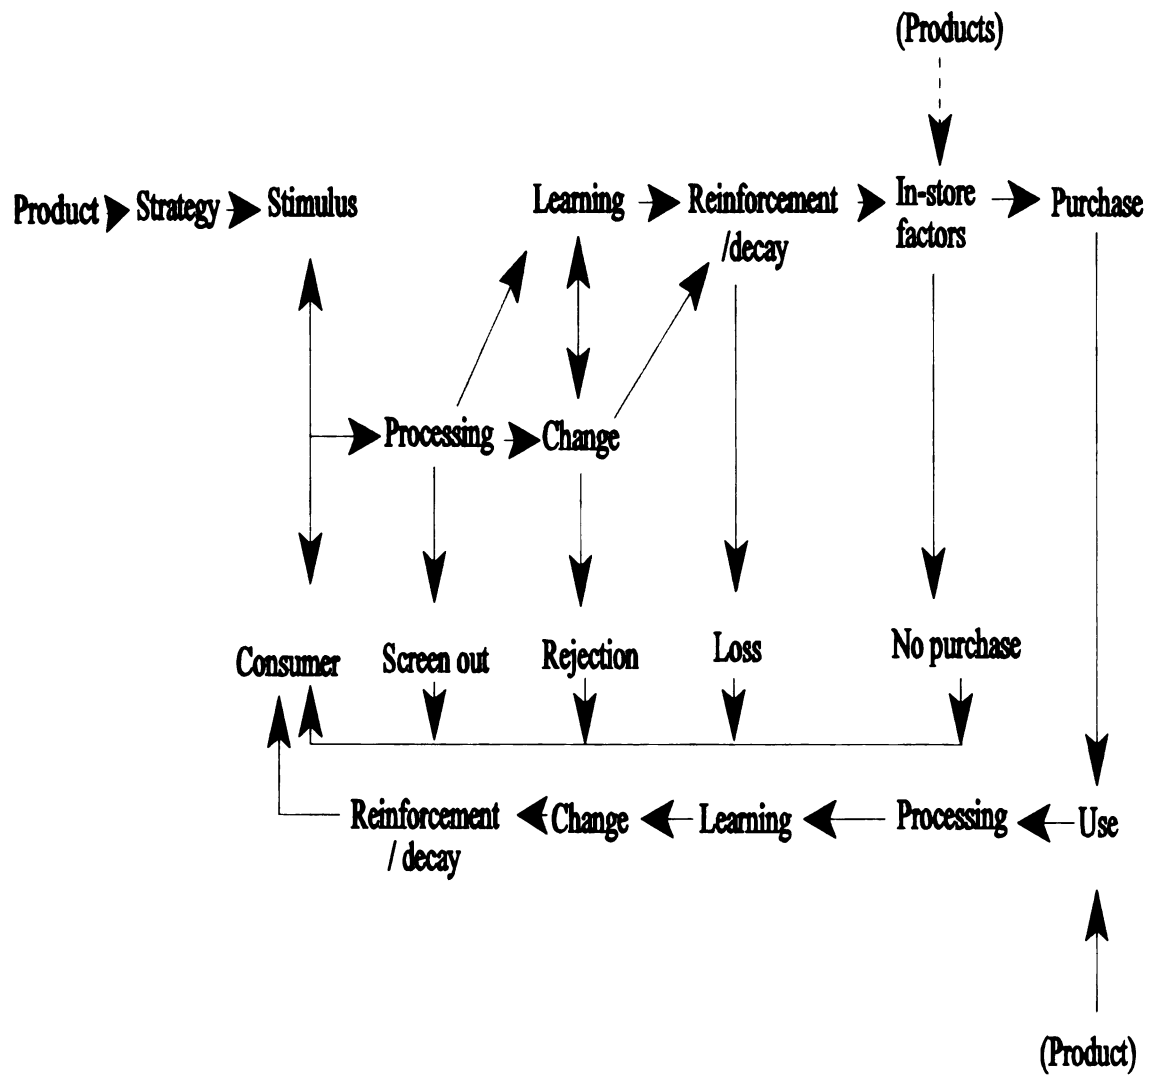 (Products)
Product Strategy Stimulus Learning Reinforcement In-store Purchase
/decay factors
Processing Change
Consumer Screen out Rejection Loss No purchase
Reinforcement Change Learning Processing Use
/ decay
(Product)